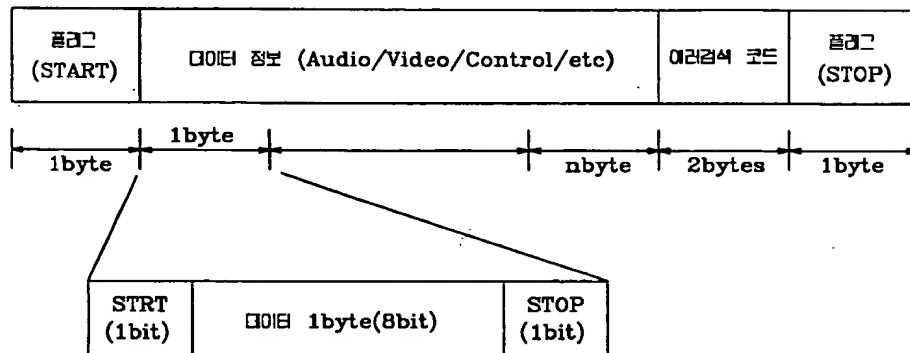 플래그
(START)
데이터 정보 (Audio/Video/Control/etc)
에러검색 코드
플래그
(STOP)
1byte
1byte
nbyte
2bytes
1byte
STRT
(1bit)
데이터 1byte(8bit)
STOP
(1bit)